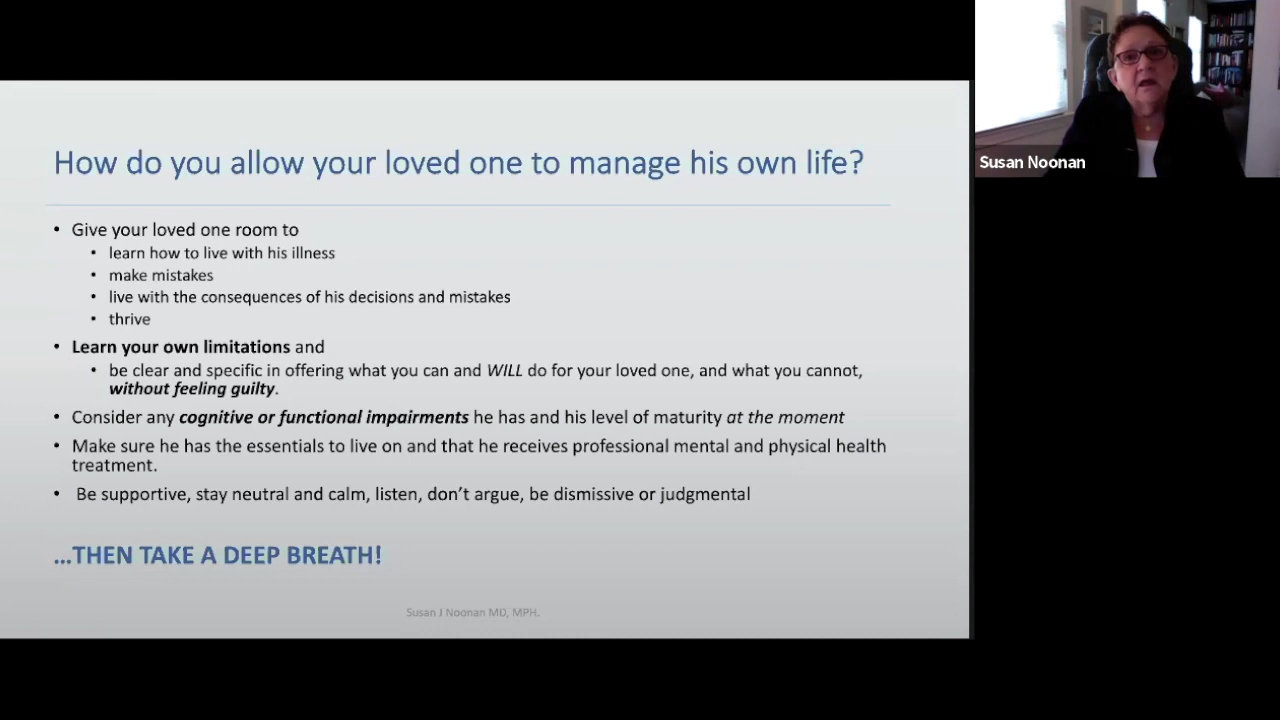 How do you allow your loved one to manage his own life?
• Give your loved one room to
• learn how to live with his illness
• make mistakes
• live with the consequences of his decisions and mistakes
• thrive
• Learn your own limitations and
• be clear and specific in offering what you can and WILL do for your loved one, and what you cannot,
without feeling guilty.
• Consider any cognitive or functional impairments he has and his level of maturity at the moment
• Make sure he has the essentials to live on and that he receives professional mental and physical health
treatment.
• Be supportive, stay neutral and calm, listen, don't argue, be dismissive or judgmental
...THEN TAKE A DEEP BREATH!
Susan J Noonan MD, MPH.
Susan Noonan